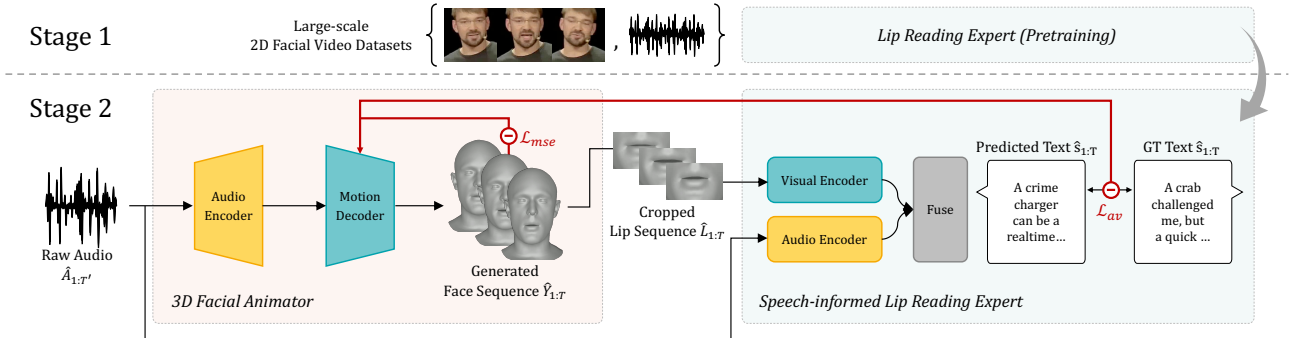 Stage 1
Large-scale
2D Facial Video Datasets
,
Lip Reading Expert (Pretraining)
Stage 2
Raw Audio
Â₁:T′
Audio
Encoder
Motion
Decoder
ℒmse
Generated
Face Sequence Ŷ₁:T
3D Facial Animator
Cropped
Lip Sequence L̂₁:T
Visual Encoder
Audio Encoder
Fuse
Predicted Text ŝ₁:T
A crime
charger
can be a
realtime...
ℒav
GT Text ŝ₁:T
A crab
challenged
me, but
a quick ...
Speech-informed Lip Reading Expert